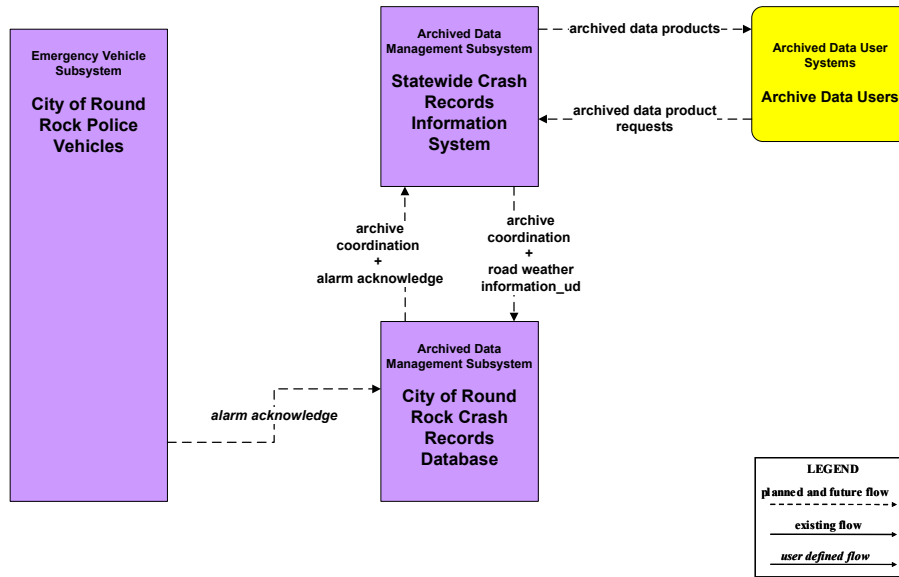 Emergency Vehicle
Subsystem
City of Round
Rock Police
Vehicles
Archived Data
Management Subsystem
Statewide Crash
Records
Information
System
archived data products
archived data product
requests
Archived Data User
Systems
Archive Data Users
archive
coordination
+
alarm acknowledge
archive
coordination
+
road weather
information_ud
Archived Data
Management Subsystem
City of Round
Rock Crash
Records
Database
alarm acknowledge
LEGEND
planned and future flow
existing flow
user defined flow